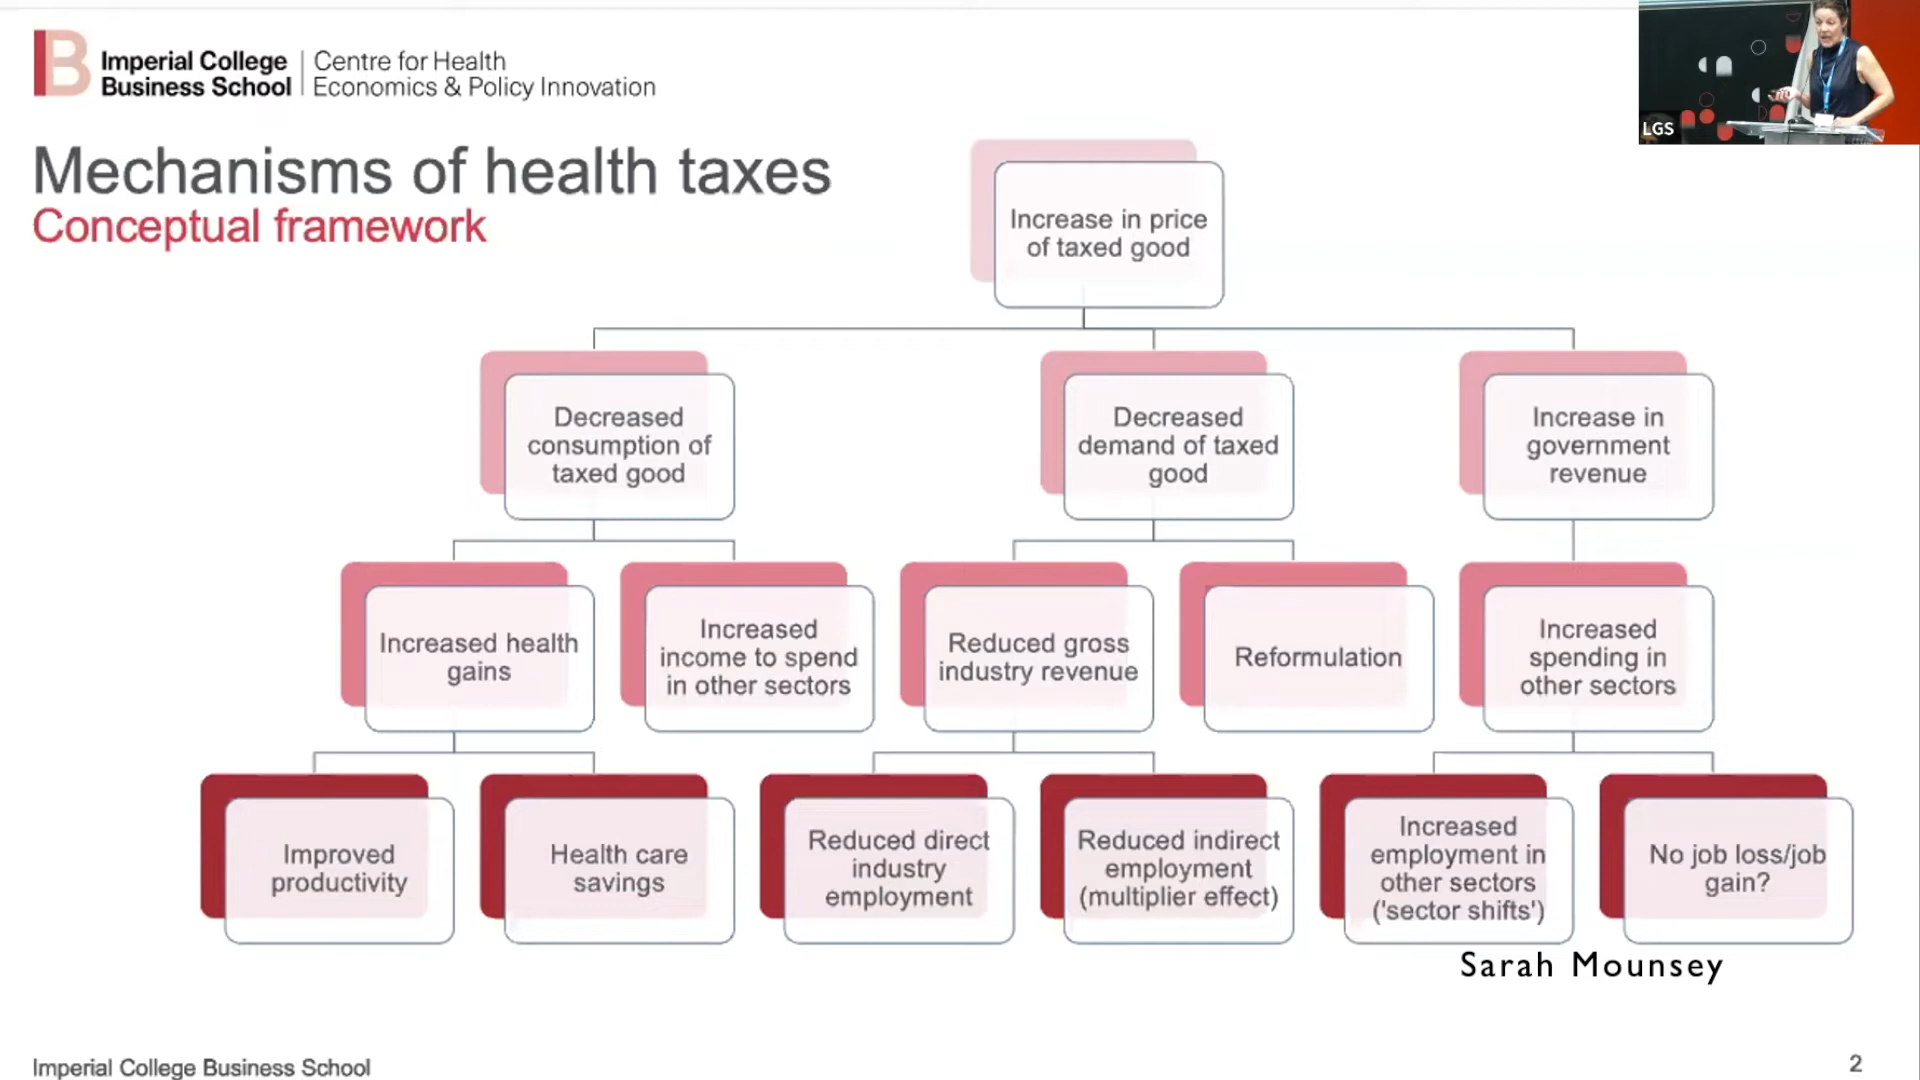 Imperial College
Business School
Centre for Health
Economics & Policy Innovation
LGS
Mechanisms of health taxes
Conceptual framework
Increase in price
of taxed good
Decreased
consumption of
taxed good
Decreased
demand of taxed
good
Increase in
government
revenue
Increased health
gains
Increased
income to spend
in other sectors
Reduced gross
industry revenue
Reformulation
Increased
spending in
other sectors
Improved
productivity
Health care
savings
Reduced direct
industry
employment
Reduced indirect
employment
(multiplier effect)
Increased
employment in
other sectors
('sector shifts')
No job loss/job
gain?
Sarah Mounsey
Imperial College Business School
2